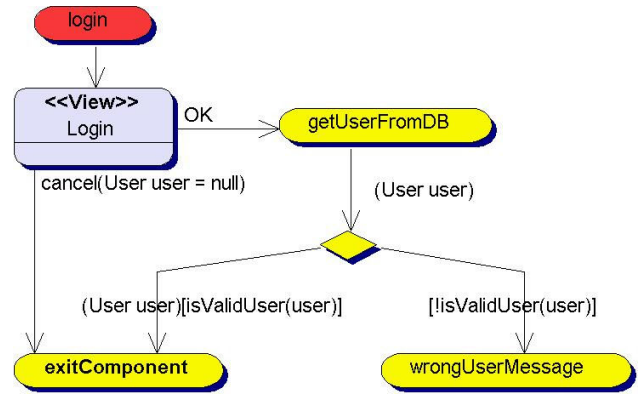 login
<<View>>
Login
OK
getUserFromDB
cancel(User user = null)
(User user)
(User user)[isValidUser(user)]
[!isValidUser(user)]
exitComponent
wrongUserMessage